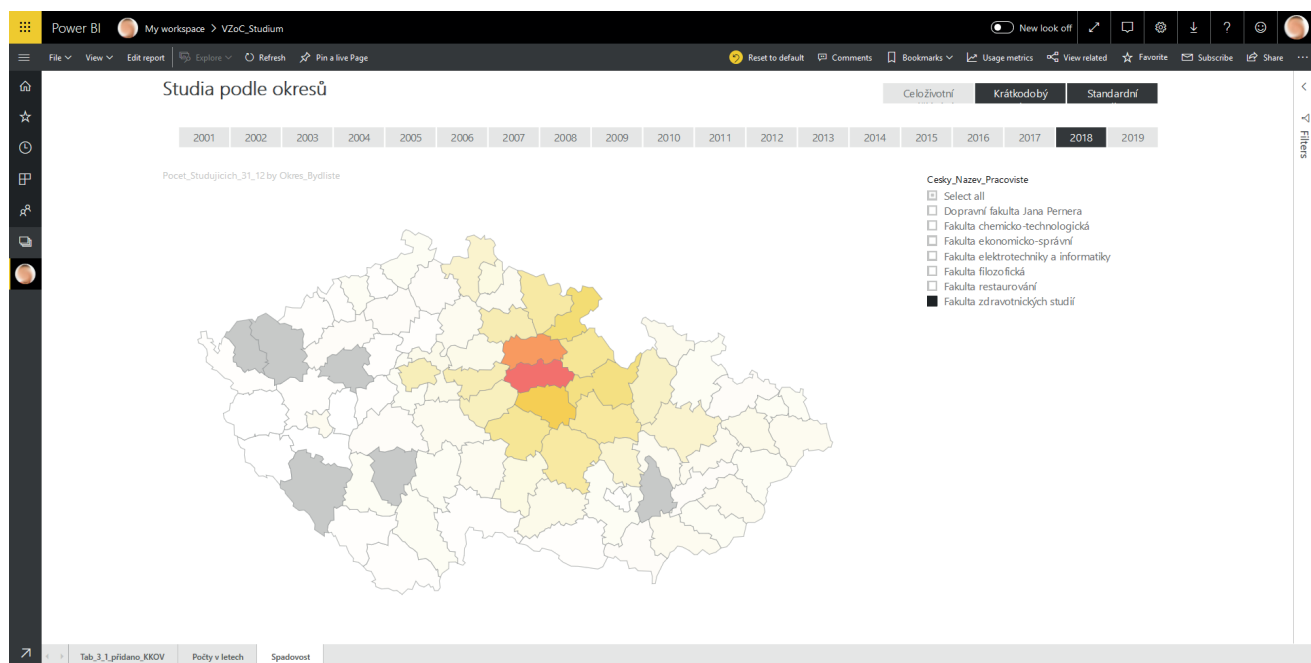 Power BI My workspace > VZoC_Studium New look off
File View Edit report Explore Refresh Pin a live Page Reset to default Comments Bookmarks Usage metrics View related Favorite Subscribe Share
Studia podle okresů
Celoživotní Krátkodobý Standardní
2001 2002 2003 2004 2005 2006 2007 2008 2009 2010 2011 2012 2013 2014 2015 2016 2017 2018 2019
Filters
Pocet_Studujicich_31_12 by Okres_Bydliste
Cesky_Nazev_Pracoviste
Select all
Dopravní fakulta Jana Pernera
Fakulta chemicko-technologická
Fakulta ekonomicko-správní
Fakulta elektrotechniky a informatiky
Fakulta filozofická
Fakulta restaurování
Fakulta zdravotnických studií
Tab_3_1_přidano_KKOV Počty v letech Spadovost